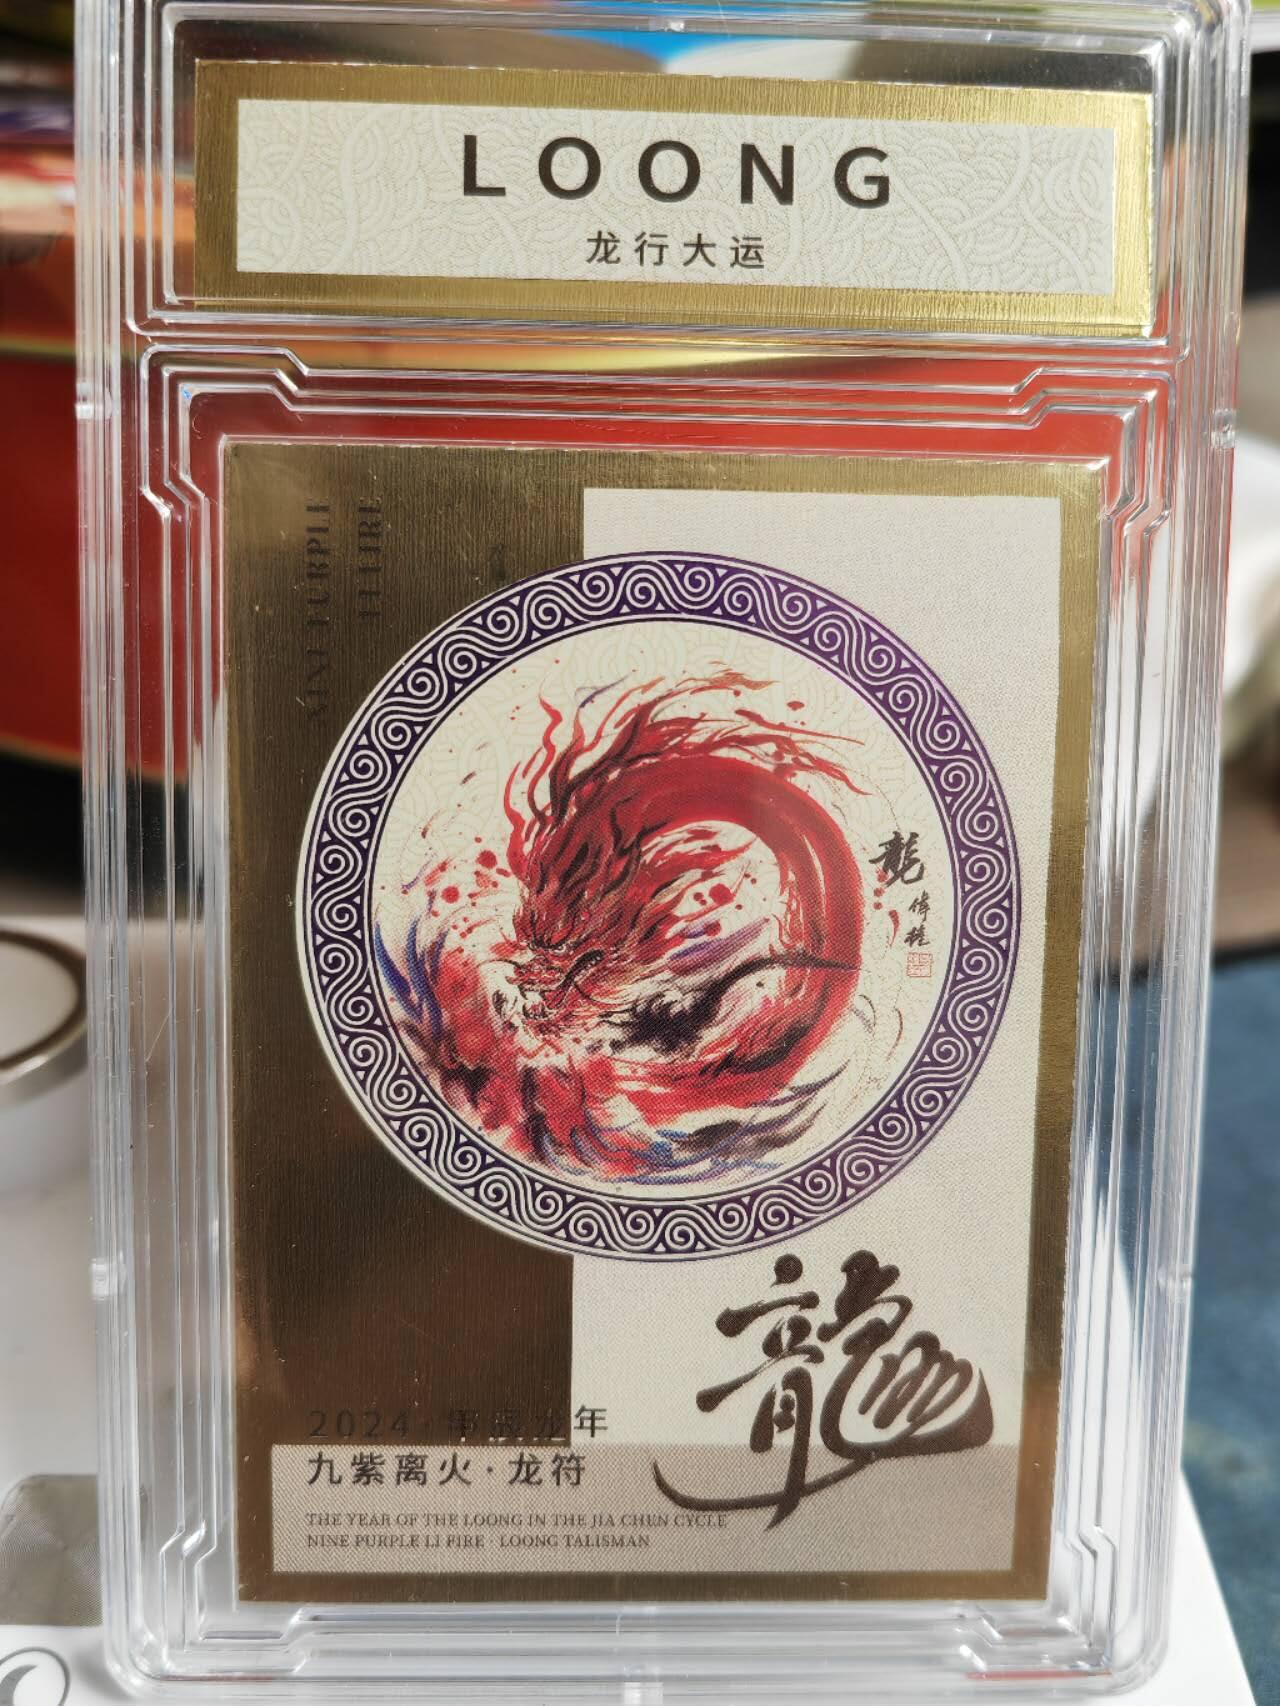 LOONG
龙行大运
NINE PURPLE
LI FIRE
龍
龍
2024·甲辰龙年
九紫离火·龙符
THE YEAR OF THE LOONG IN THE JIA CHEN CYCLE
NINE PURPLE LI FIRE · LOONG TALISMAN